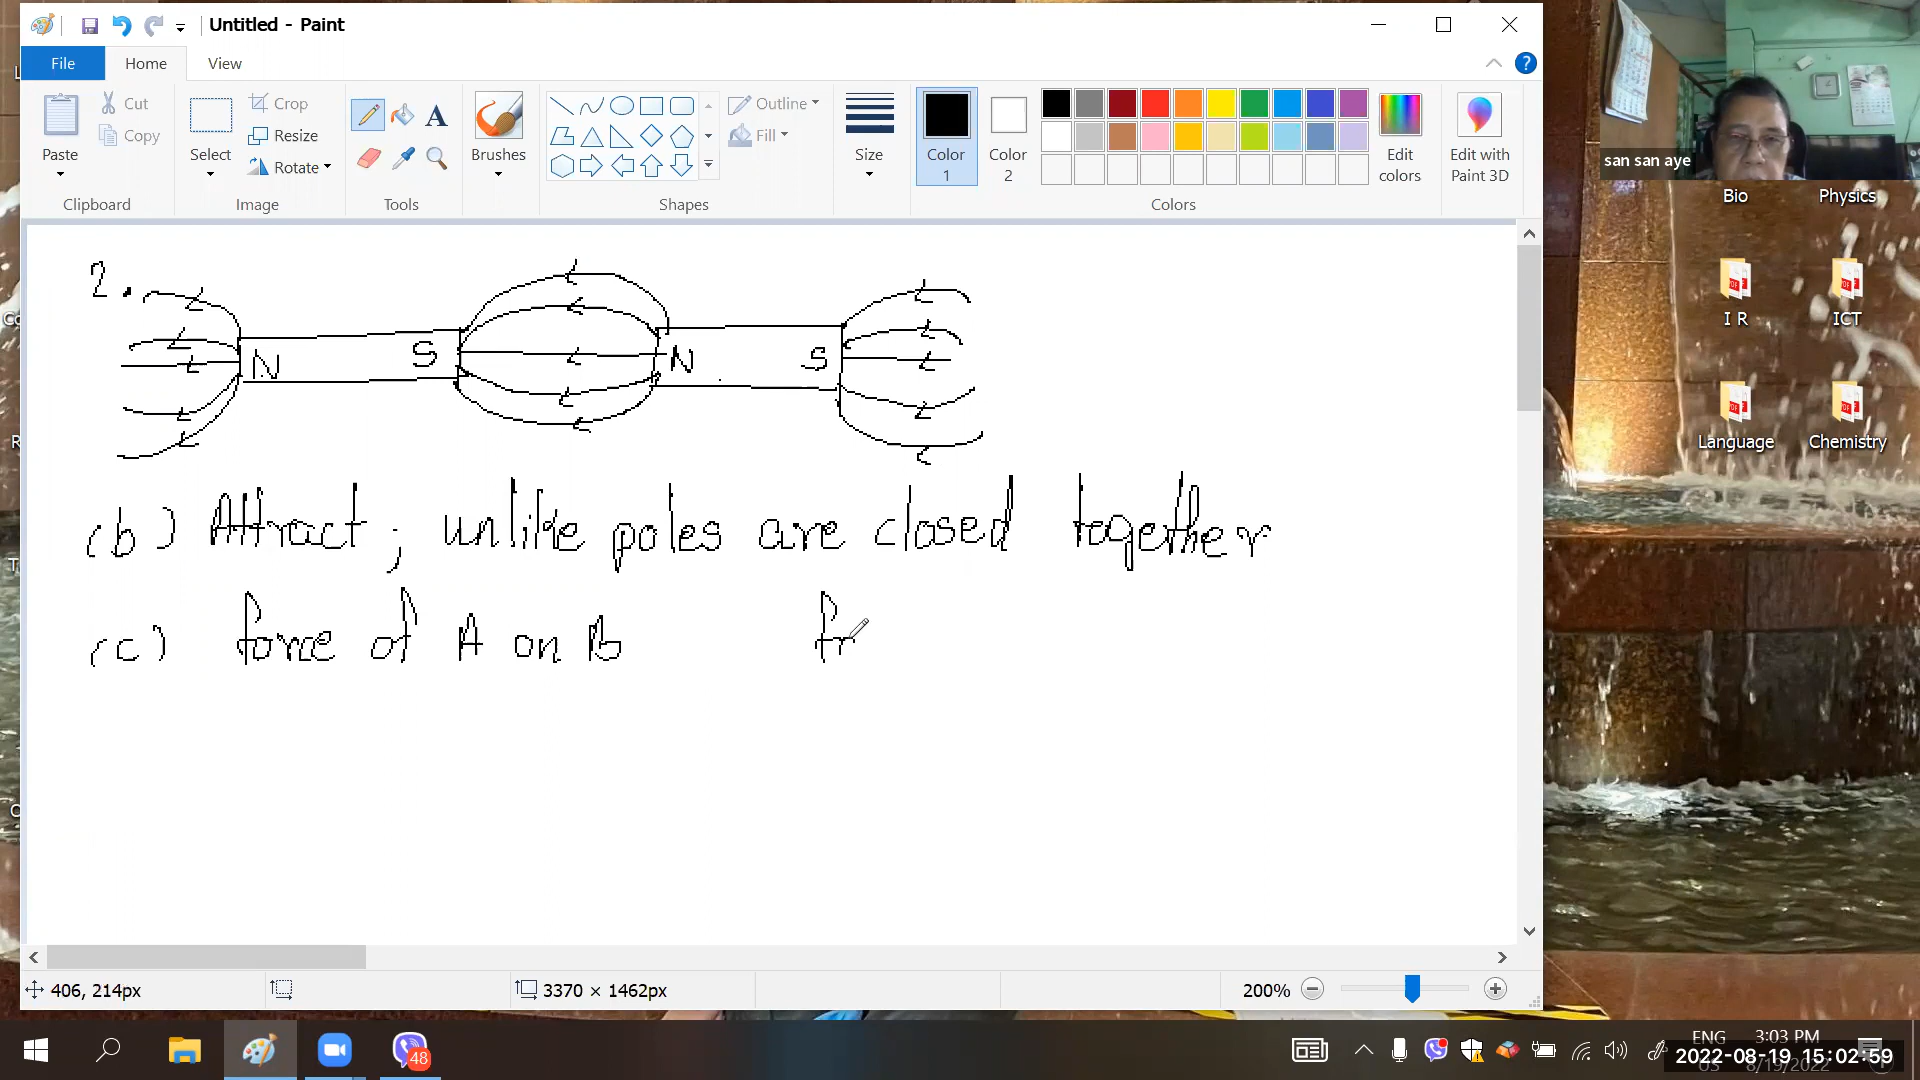 Untitled - Paint
File Home View
Cut Crop Outline
Copy Resize Fill
Rotate
Paste Select Brushes Size Color 1 Color 2 Edit colors Edit with Paint 3D
Clipboard Image Tools Shapes Colors
san san aye
Bio Physics
I R ICT
Language Chemistry
2.
N S N S
(b) Attract ; unlike poles are closed together
(c) force of A on B fr
406, 214px 3370 × 1462px 200%
48
ENG 3:03 PM
2022-08-19 15:02:59